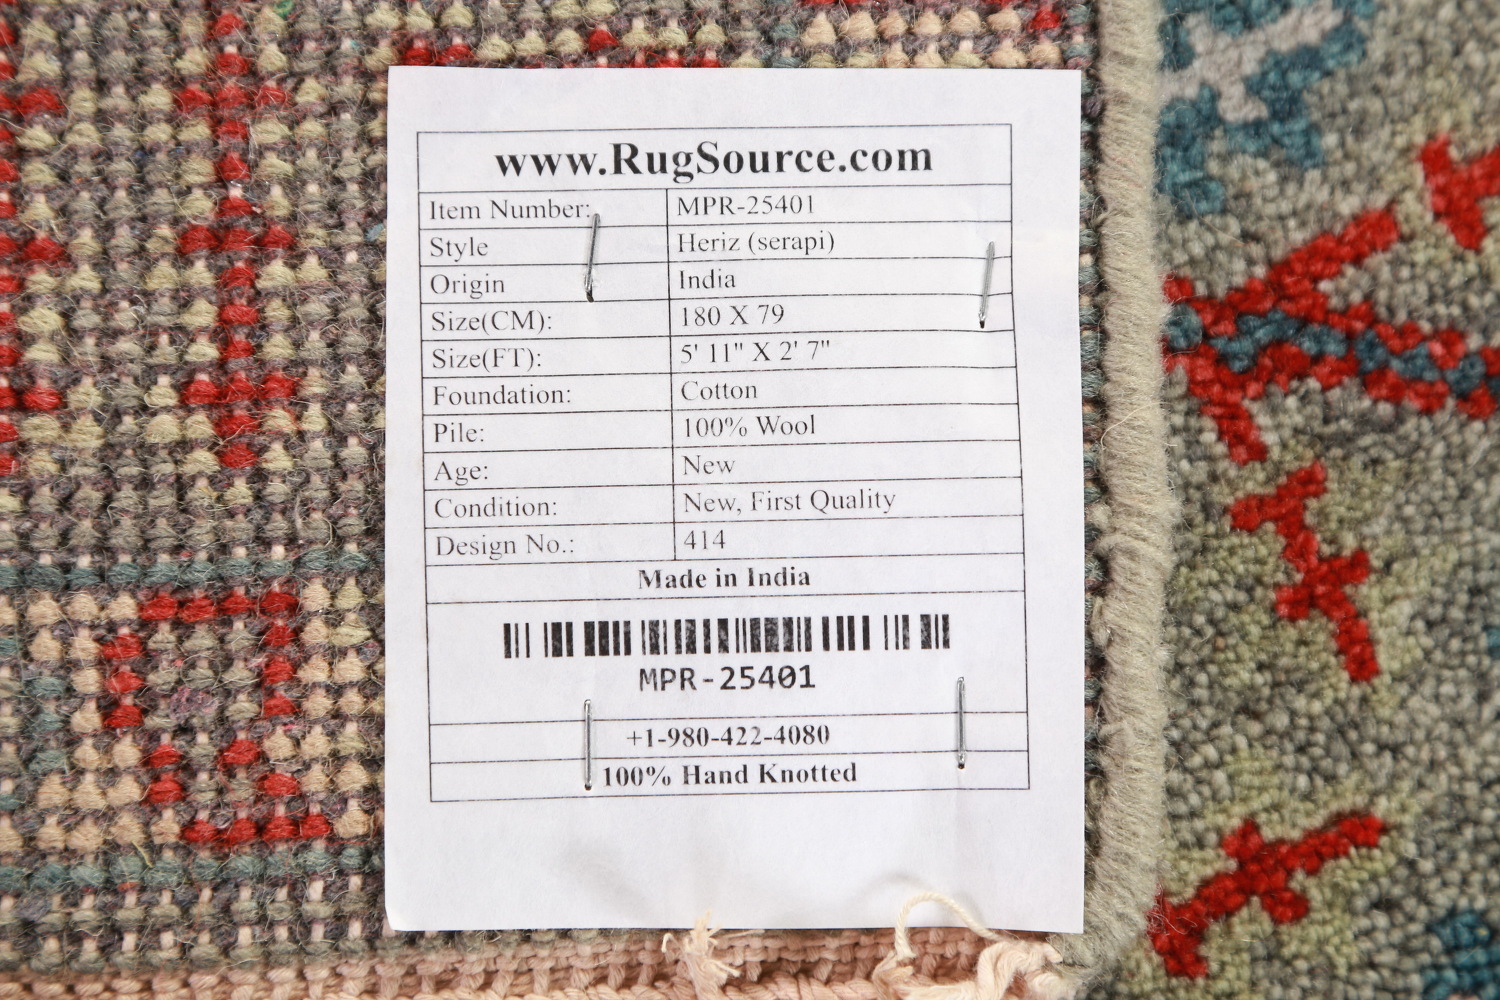 www.RugSource.com
Item Number: MPR-25401
Style Heriz (serapi)
Origin India
Size(CM): 180 X 79
Size(FT): 5' 11" X 2' 7"
Foundation: Cotton
Pile: 100% Wool
Age: New
Condition: New, First Quality
Design No.: 414
Made in India
MPR-25401
+1-980-422-4080
100% Hand Knotted